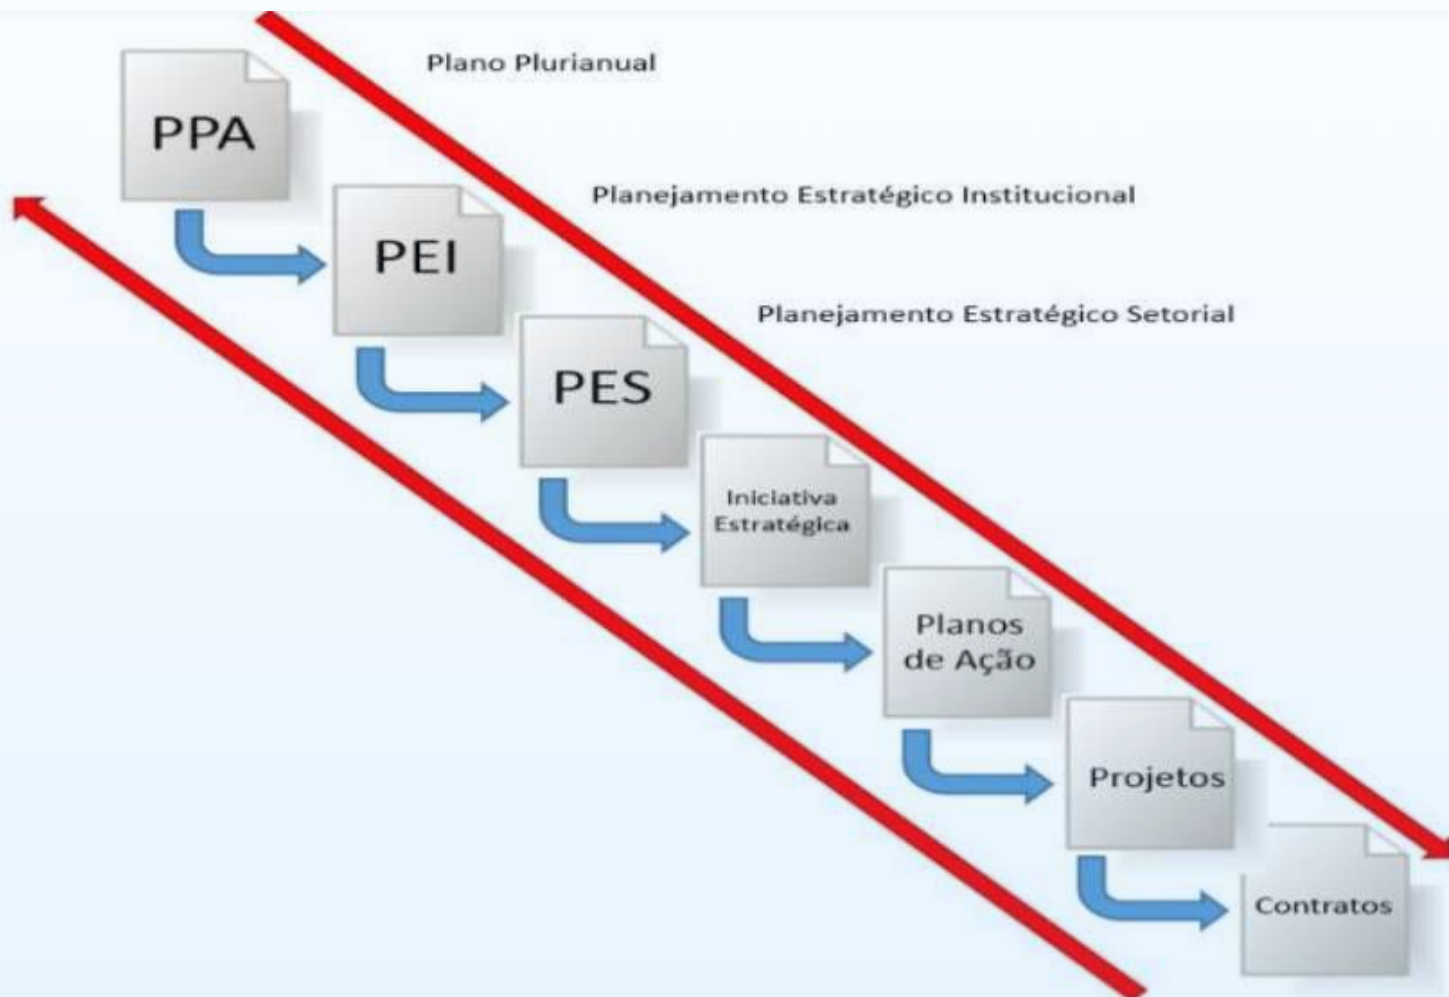 Plano Plurianual
PPA
Planejamento Estratégico Institucional
PEI
Planejamento Estratégico Setorial
PES
Iniciativa
Estratégica
Planos
de Ação
Projetos
Contratos